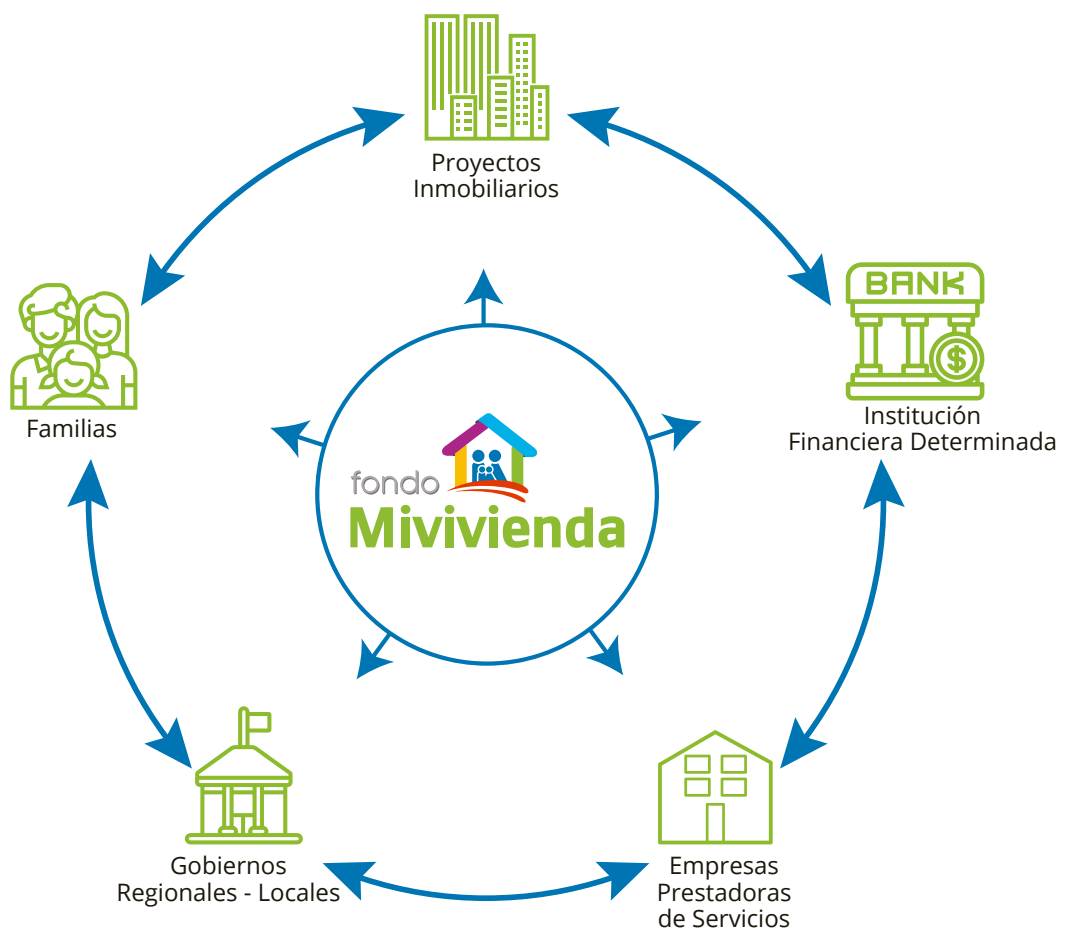 Proyectos
Inmobiliarios
BANK
$
Institución
Financiera Determinada
Familias
fondo
Mivivienda
Gobiernos
Regionales - Locales
Empresas
Prestadoras
de Servicios